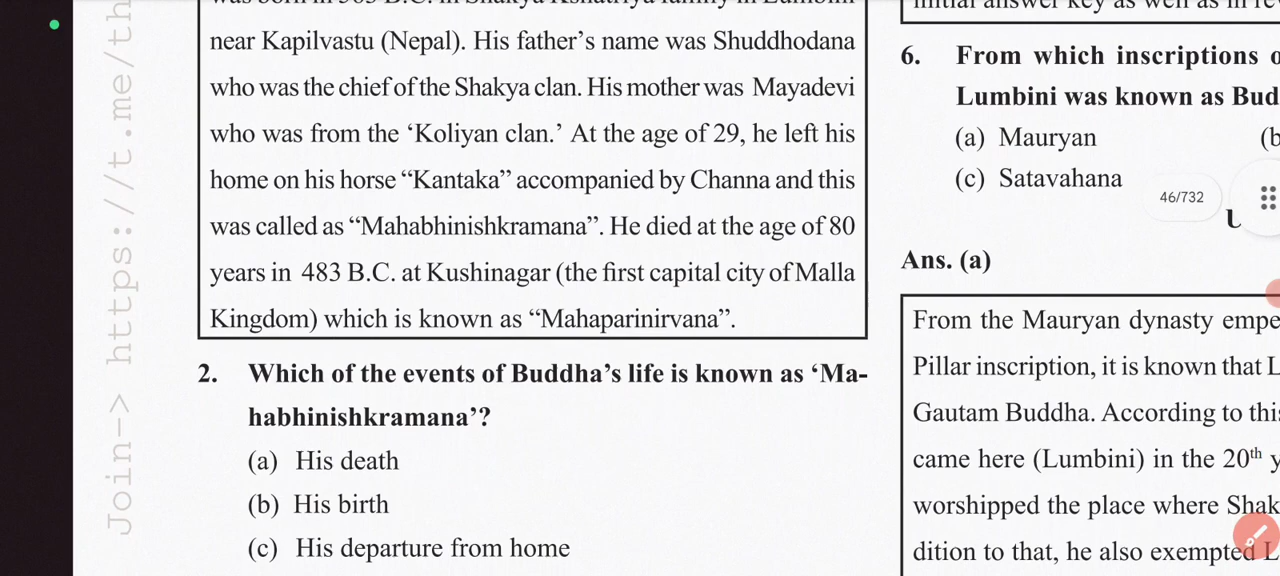 near Kapilvastu (Nepal). His father's name was Shuddhodana
who was the chief of the Shakya clan. His mother was Mayadevi
who was from the ‘Koliyan clan.’ At the age of 29, he left his
home on his horse “Kantaka” accompanied by Channa and this
was called as “Mahabhinishkramana”. He died at the age of 80
years in 483 B.C. at Kushinagar (the first capital city of Malla
Kingdom) which is known as “Mahaparinirvana”.
2. Which of the events of Buddha’s life is known as ‘Ma-
habhinishkramana’?
(a) His death
(b) His birth
(c) His departure from home
6. From which inscriptions
Lumbini was known as Bud
(a) Mauryan (b
(c) Satavahana
46/732
U
Ans. (a)
From the Mauryan dynasty empe
Pillar inscription, it is known that L
Gautam Buddha. According to this
came here (Lumbini) in the 20th y
worshipped the place where Shak
dition to that, he also exempted L
Join–> https://t.me/th